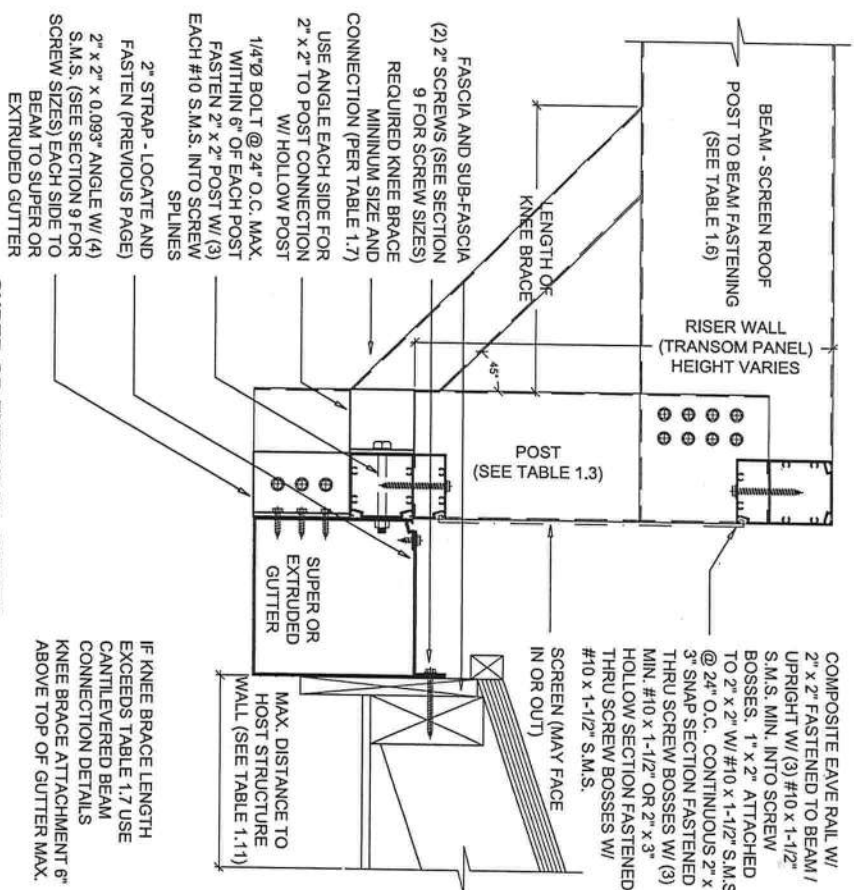 BEAM - SCREEN ROOF
POST TO BEAM FASTENING
(SEE TABLE 1.6)
RISER WALL
(TRANSOM PANEL)
HEIGHT VARIES
LENGTH OF
KNEE BRACE
45°
POST
(SEE TABLE 1.3)
COMPOSITE EAVE RAIL W/
2" x 2" FASTENED TO BEAM /
UPRIGHT W/ (3) #10 x 1-1/2"
S.M.S. MIN. INTO SCREW
BOSSES. 1" x 2" ATTACHED
TO 2" x 2" W/ #10 x 1-1/2" S.M.S.
@ 24" O.C. CONTINUOUS 2" x
3" SNAP SECTION FASTENED
THRU SCREW BOSSES W/ (3)
MIN. #10 x 1-1/2" OR 2" x 3"
HOLLOW SECTION FASTENED
THRU SCREW BOSSES W/
#10 x 1-1/2" S.M.S.
SCREEN (MAY FACE
IN OR OUT)
FASCIA AND SUB-FASCIA
(2) 2" SCREWS (SEE SECTION
9 FOR SCREW SIZES)
REQUIRED KNEE BRACE
MININUM SIZE AND
CONNECTION (PER TABLE 1.7)
USE ANGLE EACH SIDE FOR
2" x 2" TO POST CONNECTION
W/ HOLLOW POST
1/4"Ø BOLT @ 24" O.C. MAX.
WITHIN 6" OF EACH POST
FASTEN 2" x 2" POST W/ (3)
EACH #10 S.M.S. INTO SCREW
SPLINES
2" STRAP - LOCATE AND
FASTEN (PREVIOUS PAGE)
2" x 2" x 0.093" ANGLE W/ (4)
S.M.S. (SEE SECTION 9 FOR
SCREW SIZES) EACH SIDE TO
BEAM TO SUPER OR
EXTRUDED GUTTER
SUPER OR
EXTRUDED
GUTTER
MAX. DISTANCE TO
HOST STRUCTURE
WALL (SEE TABLE 1.11)
IF KNEE BRACE LENGTH
EXCEEDS TABLE 1.7 USE
CANTILEVERED BEAM
CONNECTION DETAILS
KNEE BRACE ATTACHMENT 6"
ABOVE TOP OF GUTTER MAX.